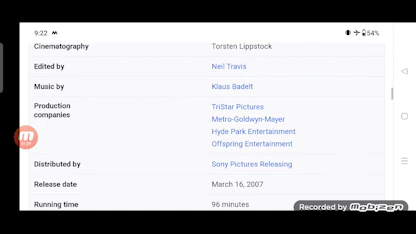 9:22 54%
Cinematography Torsten Lippstock
Edited by Neil Travis
Music by Klaus Badelt
Production companies TriStar Pictures
Metro-Goldwyn-Mayer
Hyde Park Entertainment
Offspring Entertainment
Distributed by Sony Pictures Releasing
Release date March 16, 2007
Running time 96 minutes
Recorded by Mobizen